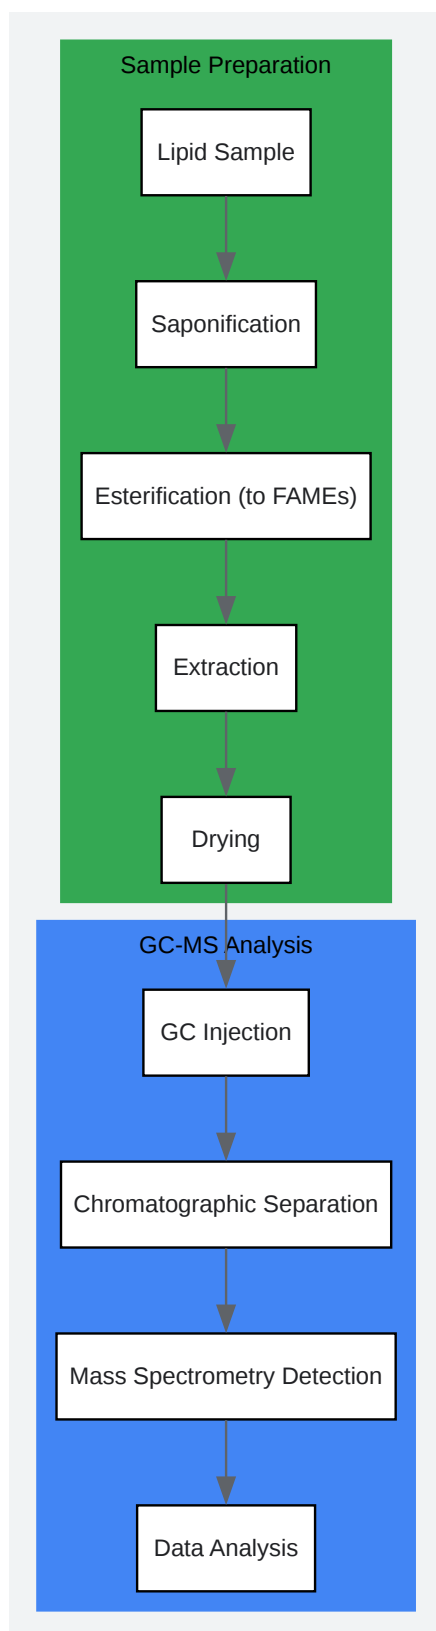 Sample Preparation
Lipid Sample
Saponification
Esterification (to FAMEs)
Extraction
Drying
GC-MS Analysis
GC Injection
Chromatographic Separation
Mass Spectrometry Detection
Data Analysis